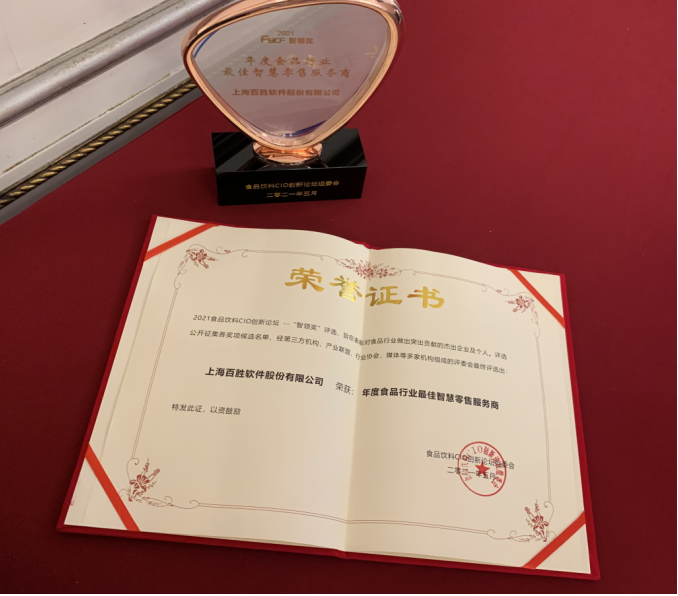 2021
FBCF 智领奖
年度食品行业
最佳智慧零售服务商
上海百胜软件股份有限公司
食品饮料CIO创新论坛组委会
二零二一年五月
荣誉证书
2021食品饮料CIO创新论坛 --“智领奖”评选，旨在表彰对食品行业做出突出贡献的杰出企业及个人。评选
公开征集各奖项候选名单，经第三方机构，产业联盟，行业协会，媒体等多家机构组成的评委会最终评选出：
上海百胜软件股份有限公司 荣获： 年度食品行业最佳智慧零售服务商
特发此证，以资鼓励
食品饮料CIO创新论坛组委会
二零二一年五月